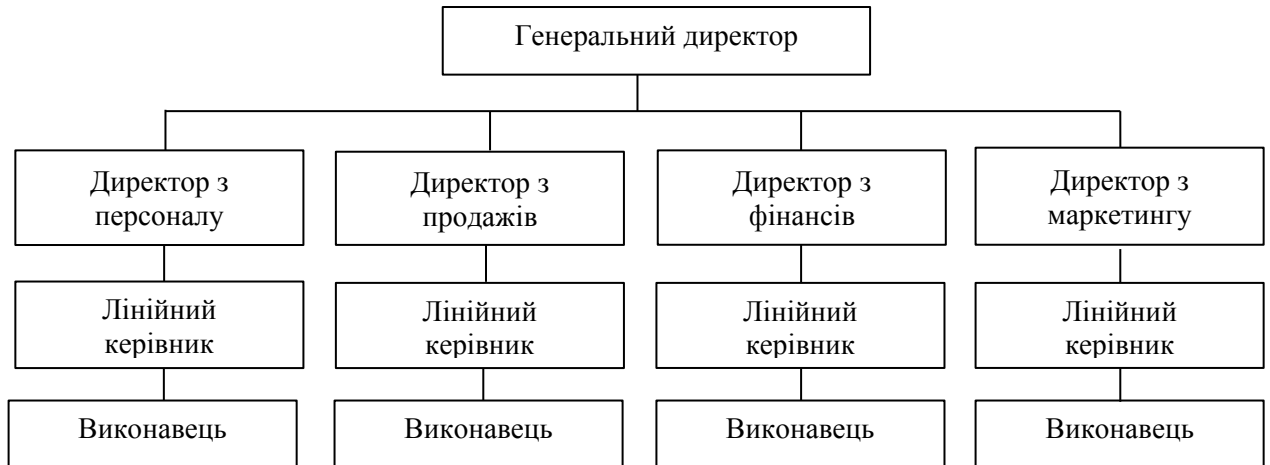 Генеральний директор
Директор з
персоналу
Директор з
продажів
Директор з
фінансів
Директор з
маркетингу
Лінійний
керівник
Лінійний
керівник
Лінійний
керівник
Лінійний
керівник
Виконавець
Виконавець
Виконавець
Виконавець